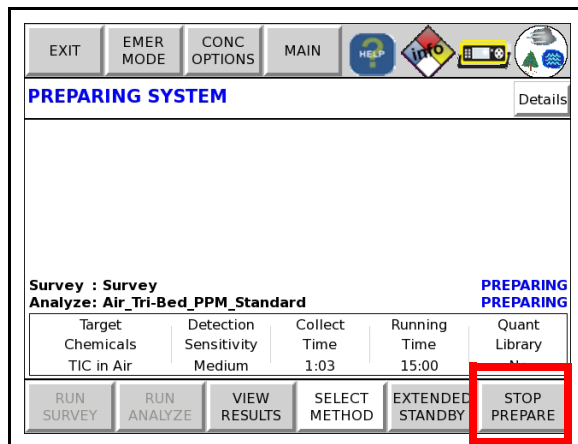 EXIT
EMER
MODE
CONC
OPTIONS
MAIN
HELP
info
PREPARING SYSTEM
Details
Survey : Survey PREPARING
Analyze: Air_Tri-Bed_PPM_Standard PREPARING
Target Detection Collect Running Quant
Chemicals Sensitivity Time Time Library
TIC in Air Medium 1:03 15:00
RUN
SURVEY
RUN
ANALYZE
VIEW
RESULTS
SELECT
METHOD
EXTENDED
STANDBY
STOP
PREPARE